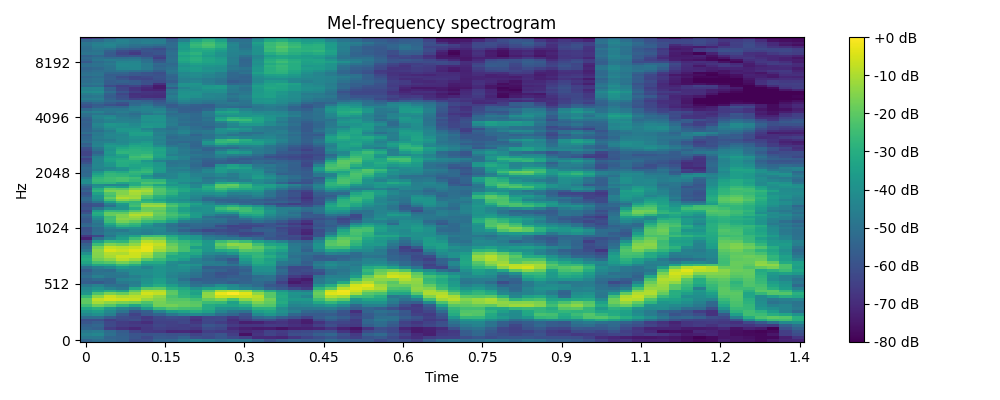 Mel-frequency spectrogram
Hz
8192
4096
2048
1024
512
0
0 0.15 0.3 0.45 0.6 0.75 0.9 1.1 1.2 1.4
Time
+0 dB
-10 dB
-20 dB
-30 dB
-40 dB
-50 dB
-60 dB
-70 dB
-80 dB